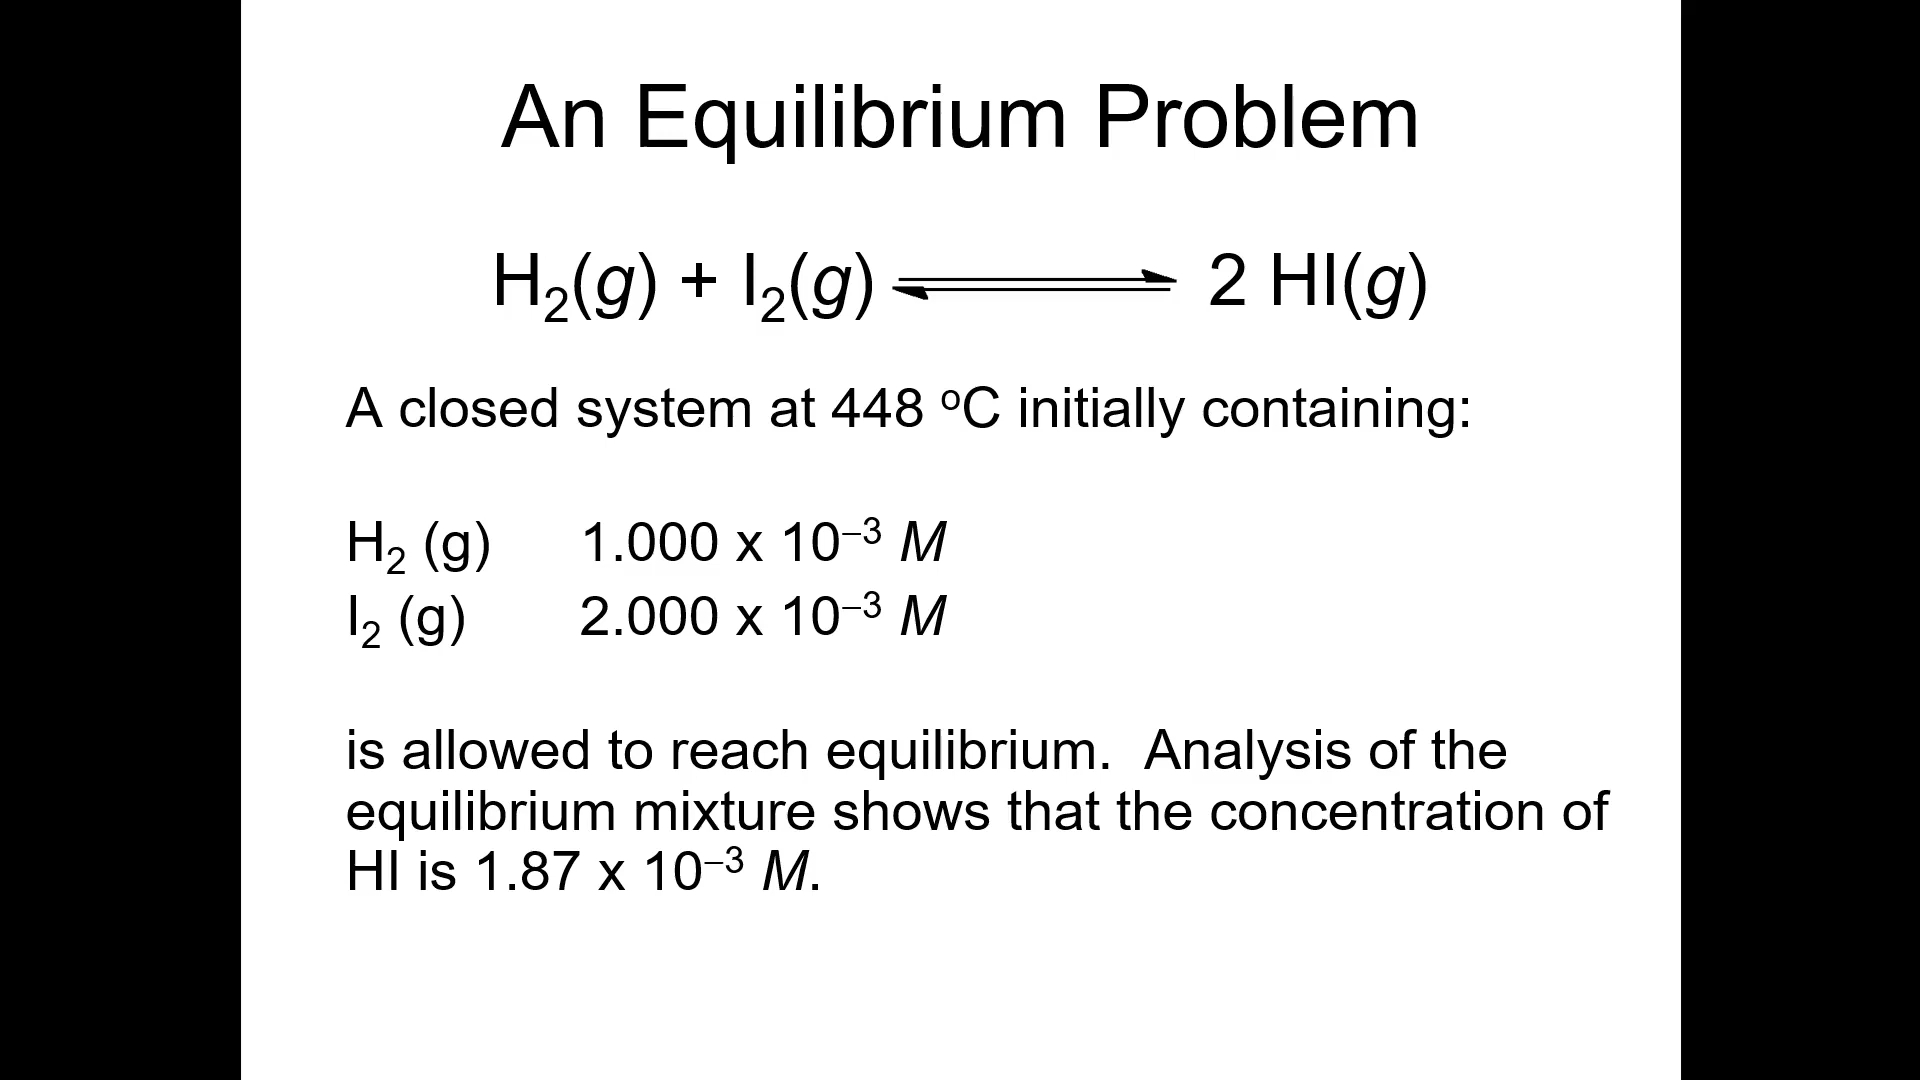 An Equilibrium Problem
H₂(g) + I₂(g) ⇌ 2 HI(g)
A closed system at 448 ºC initially containing:
H₂ (g) 1.000 x 10⁻³ M
I₂ (g) 2.000 x 10⁻³ M
is allowed to reach equilibrium. Analysis of the
equilibrium mixture shows that the concentration of
HI is 1.87 x 10⁻³ M.